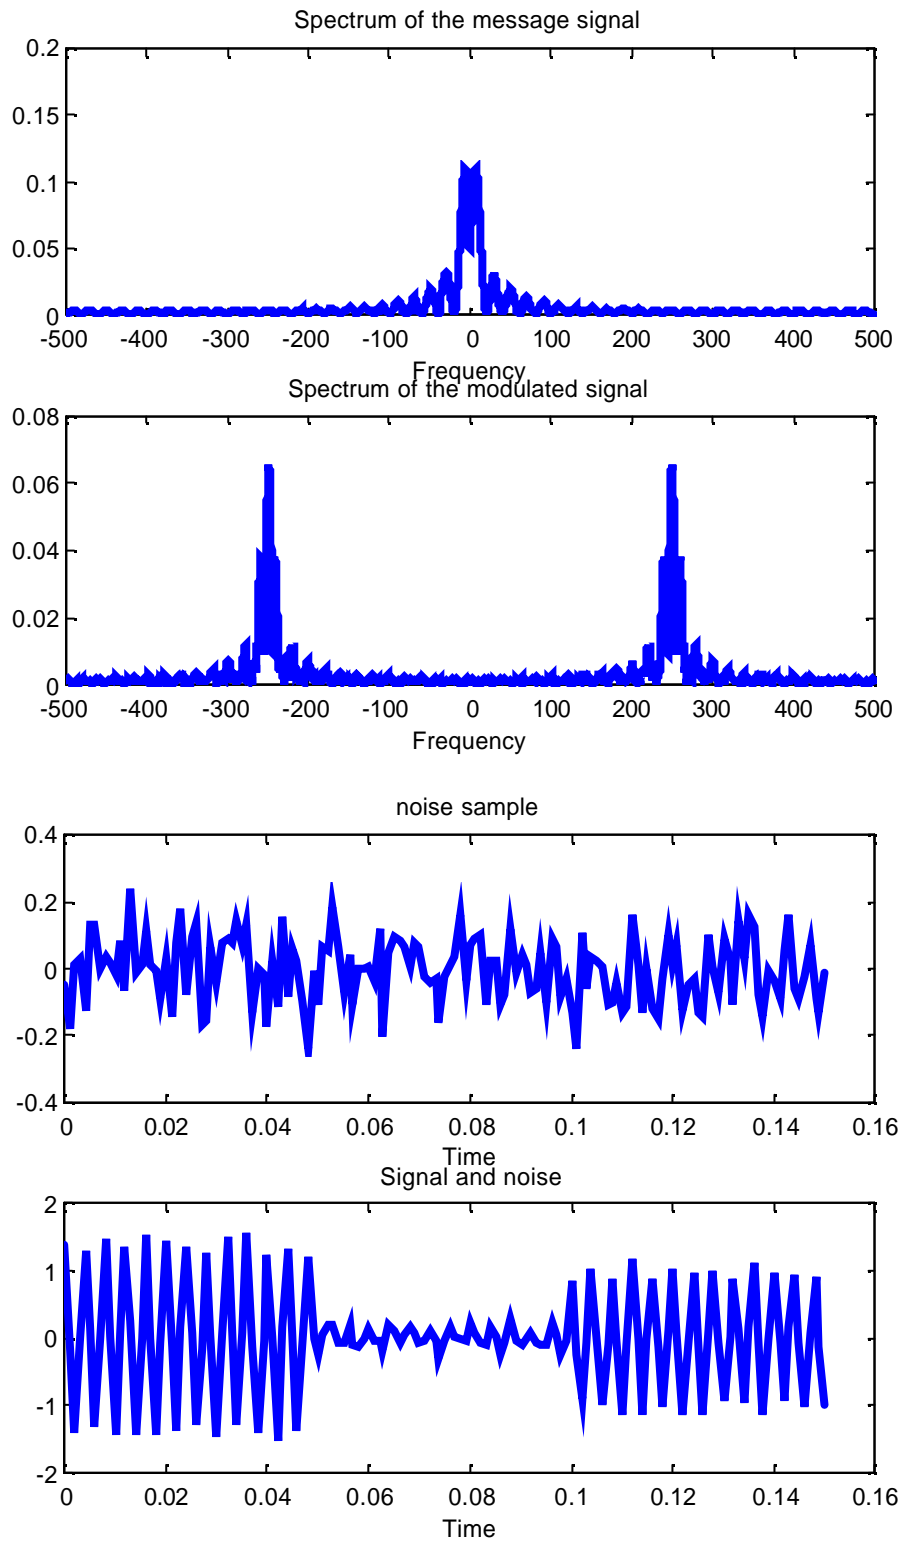 Spectrum of the message signal
0.2
0.15
0.1
0.05
0
-500 -400 -300 -200 -100 0 100 200 300 400 500
Frequency
Spectrum of the modulated signal
0.08
0.06
0.04
0.02
0
-500 -400 -300 -200 -100 0 100 200 300 400 500
Frequency
noise sample
0.4
0.2
0
-0.2
-0.4
0 0.02 0.04 0.06 0.08 0.1 0.12 0.14 0.16
Time
Signal and noise
2
1
0
-1
-2
0 0.02 0.04 0.06 0.08 0.1 0.12 0.14 0.16
Time